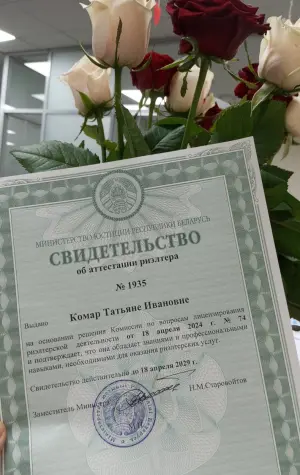 МИНИСТЕРСТВО ЮСТИЦИИ РЕСПУБЛИКИ БЕЛАРУСЬ
СВИДЕТЕЛЬСТВО
об аттестации риэлтера
№ 1935
Выдано Комар Татьяне Ивановне
на основании решения Комиссии по вопросам лицензирования
риэлтерской деятельности от 18 апреля 2024 г. № 74
и подтверждает, что она обладает знаниями и профессиональными
навыками, необходимыми для оказания риэлтерских услуг.
Свидетельство действительно до 18 апреля 2029 г.
Заместитель Министра Н.М.Старовойтов